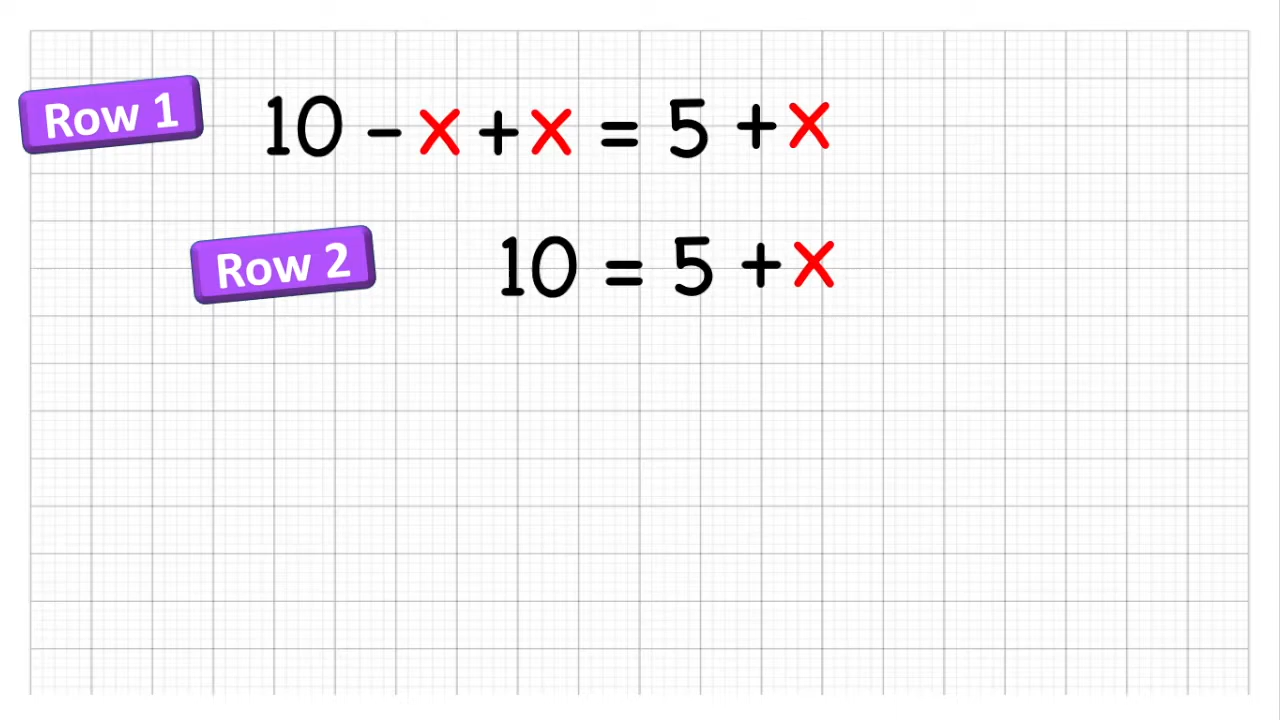 Row 1 10 - x + x = 5 + x
Row 2 10 = 5 + x